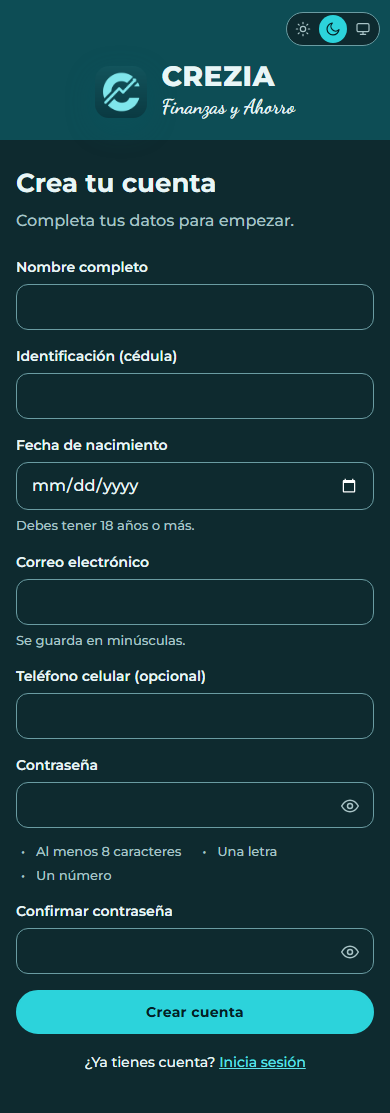 CREZIA
Finanzas y Ahorro
Crea tu cuenta
Completa tus datos para empezar.
Nombre completo
Identificación (cédula)
Fecha de nacimiento
mm/dd/yyyy
Debes tener 18 años o más.
Correo electrónico
Se guarda en minúsculas.
Teléfono celular (opcional)
Contraseña
• Al menos 8 caracteres • Una letra
• Un número
Confirmar contraseña
Crear cuenta
¿Ya tienes cuenta? Inicia sesión